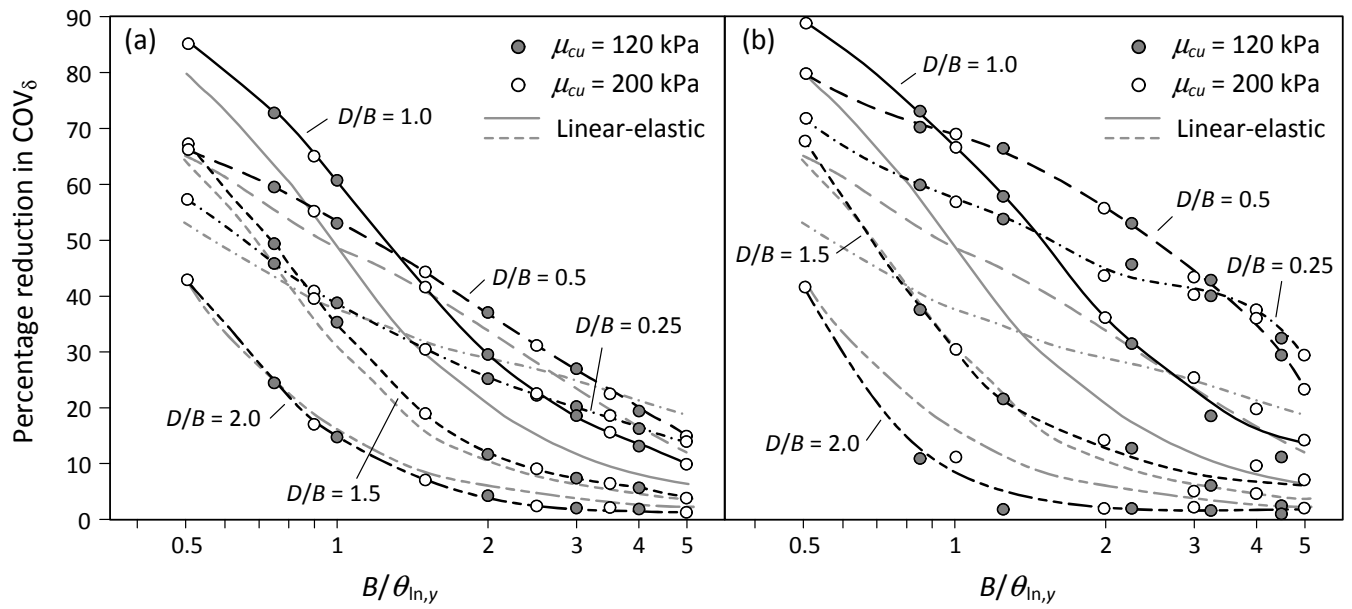 Percentage reduction in COVδ
90
80
70
60
50
40
30
20
10
0
(a)
μcu = 120 kPa
μcu = 200 kPa
Linear-elastic
D/B = 1.0
D/B = 0.5
D/B = 0.25
D/B = 2.0
D/B = 1.5
0.5
1
2
3
4
5
B/θln,y
(b)
μcu = 120 kPa
μcu = 200 kPa
Linear-elastic
D/B = 1.0
D/B = 0.5
D/B = 1.5
D/B = 0.25
D/B = 2.0
0.5
1
2
3
4
5
B/θln,y